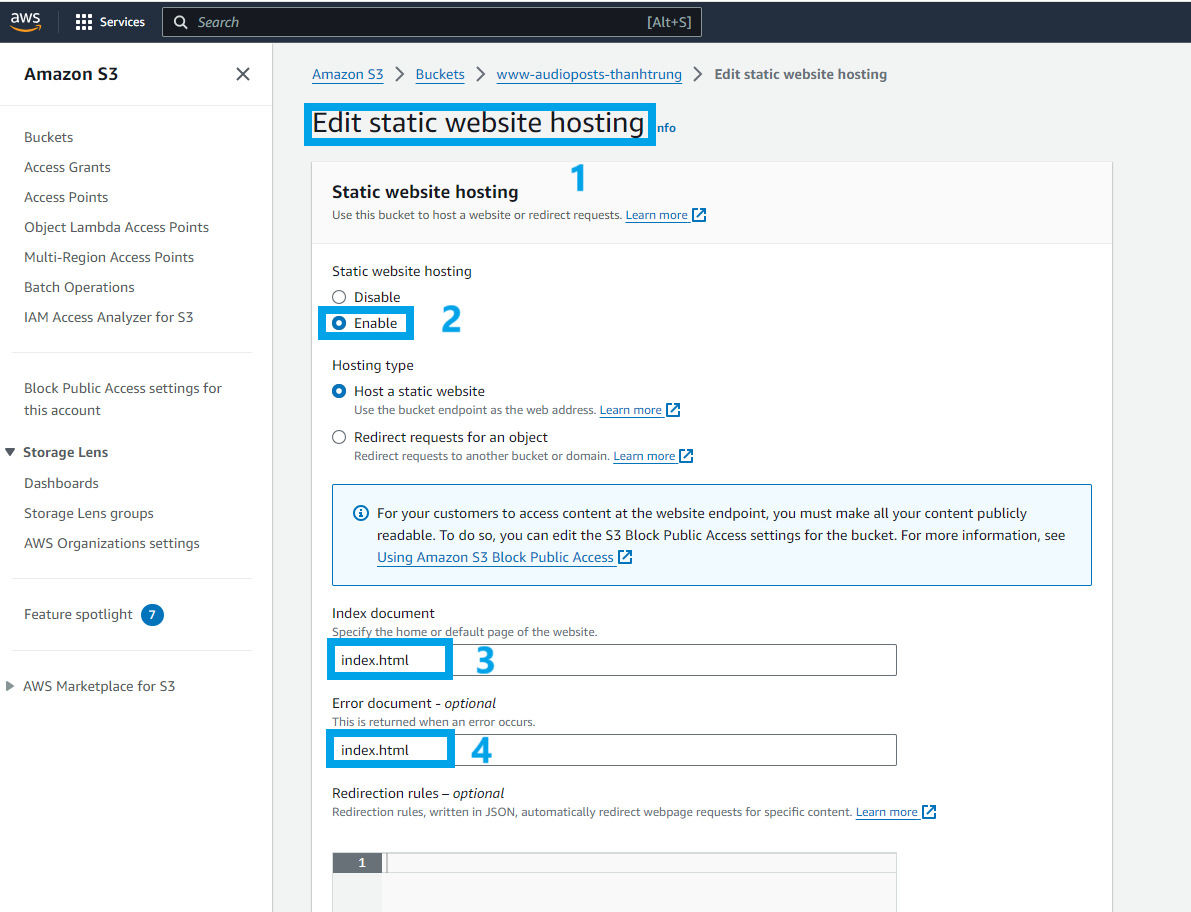 aws Services Search [Alt+S]
Amazon S3
Buckets
Access Grants
Access Points
Object Lambda Access Points
Multi-Region Access Points
Batch Operations
IAM Access Analyzer for S3
Block Public Access settings for
this account
Storage Lens
Dashboards
Storage Lens groups
AWS Organizations settings
Feature spotlight 7
AWS Marketplace for S3
Amazon S3 > Buckets > www-audioposts-thanhtrung > Edit static website hosting
Edit static website hosting nfo
1
Static website hosting
Use this bucket to host a website or redirect requests. Learn more
Static website hosting
Disable
Enable 2
Hosting type
Host a static website
Use the bucket endpoint as the web address. Learn more
Redirect requests for an object
Redirect requests to another bucket or domain. Learn more
For your customers to access content at the website endpoint, you must make all your content publicly
readable. To do so, you can edit the S3 Block Public Access settings for the bucket. For more information, see
Using Amazon S3 Block Public Access
Index document
Specify the home or default page of the website.
index.html 3
Error document - optional
This is returned when an error occurs.
index.html 4
Redirection rules – optional
Redirection rules, written in JSON, automatically redirect webpage requests for specific content. Learn more
1